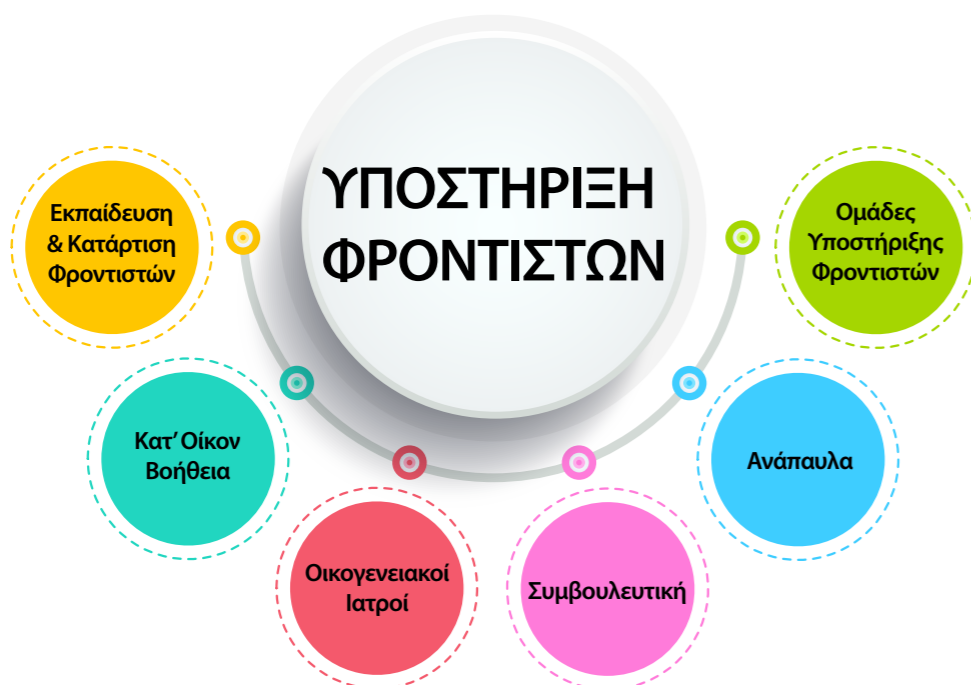 ΥΠΟΣΤΗΡΙΞΗ
ΦΡΟΝΤΙΣΤΩΝ
Εκπαίδευση
& Κατάρτιση
Φροντιστών
Κατ’ Οίκον
Βοήθεια
Οικογενειακοί
Ιατροί
Συμβουλευτική
Ανάπαυλα
Ομάδες
Υποστήριξης
Φροντιστών